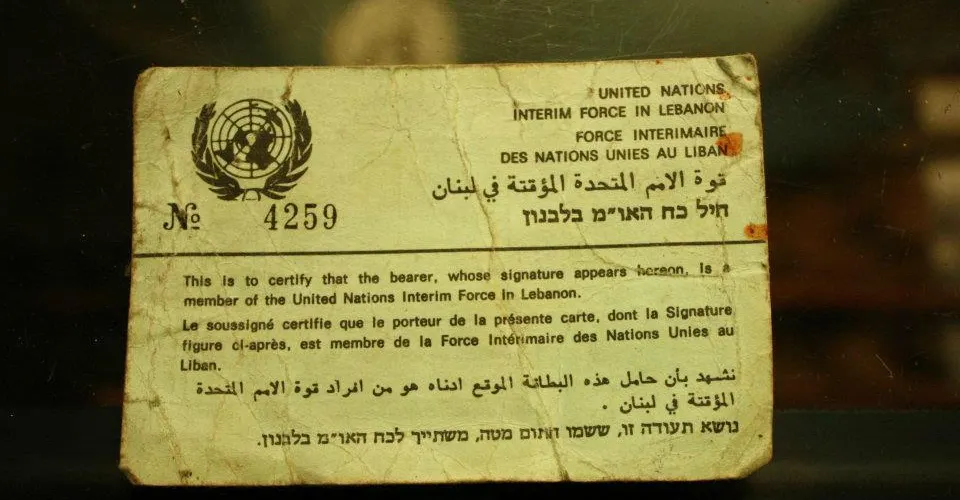 UNITED NATIONS
INTERIM FORCE IN LEBANON
FORCE INTERIMAIRE
DES NATIONS UNIES AU LIBAN
قوة الامم المتحدة المؤقتة في لبنان
חיל כח האו"מ בלבנון
№ 4259
This is to certify that the bearer, whose signature appears hereon, is a
member of the United Nations Interim Force in Lebanon.
Le soussigné certifie que le porteur de la présente carte, dont la Signature
figure ci-après, est membre de la Force Intérimaire des Nations Unies au
Liban.
نشهد بأن حامل هذه البطاقة الموقع ادناه هو من افراد قوة الامم المتحدة
المؤقتة في لبنان .
נושא תעודה זו, ששמו חתום מטה, משתייך לכח האו"מ בלבנון.